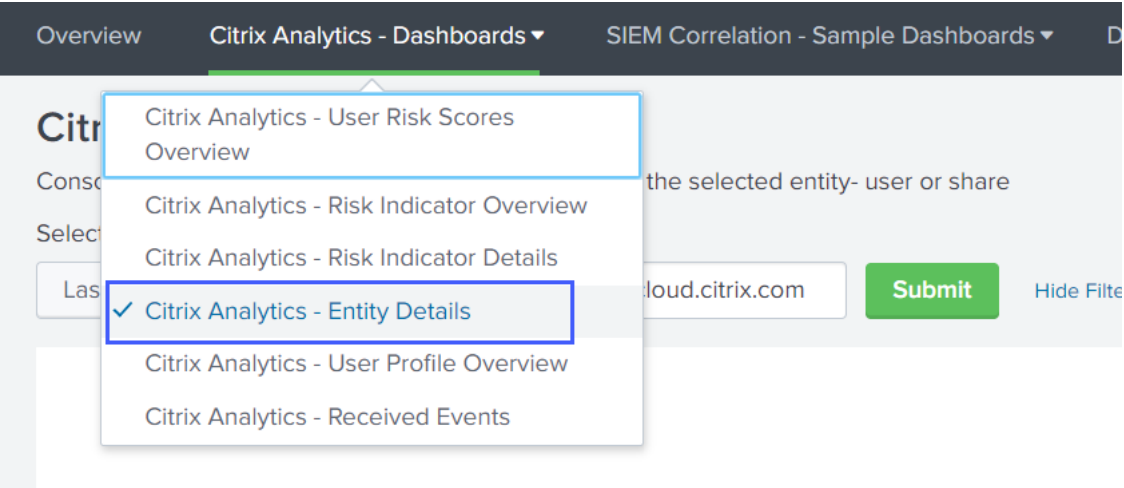 Overview Citrix Analytics - Dashboards SIEM Correlation - Sample Dashboards
Citrix Analytics - User Risk Scores
Overview
the selected entity- user or share
Citrix Analytics - Risk Indicator Overview
Citrix Analytics - Risk Indicator Details
loud.citrix.com Submit Hide
Citrix Analytics - Entity Details
Citrix Analytics - User Profile Overview
Citrix Analytics - Received Events